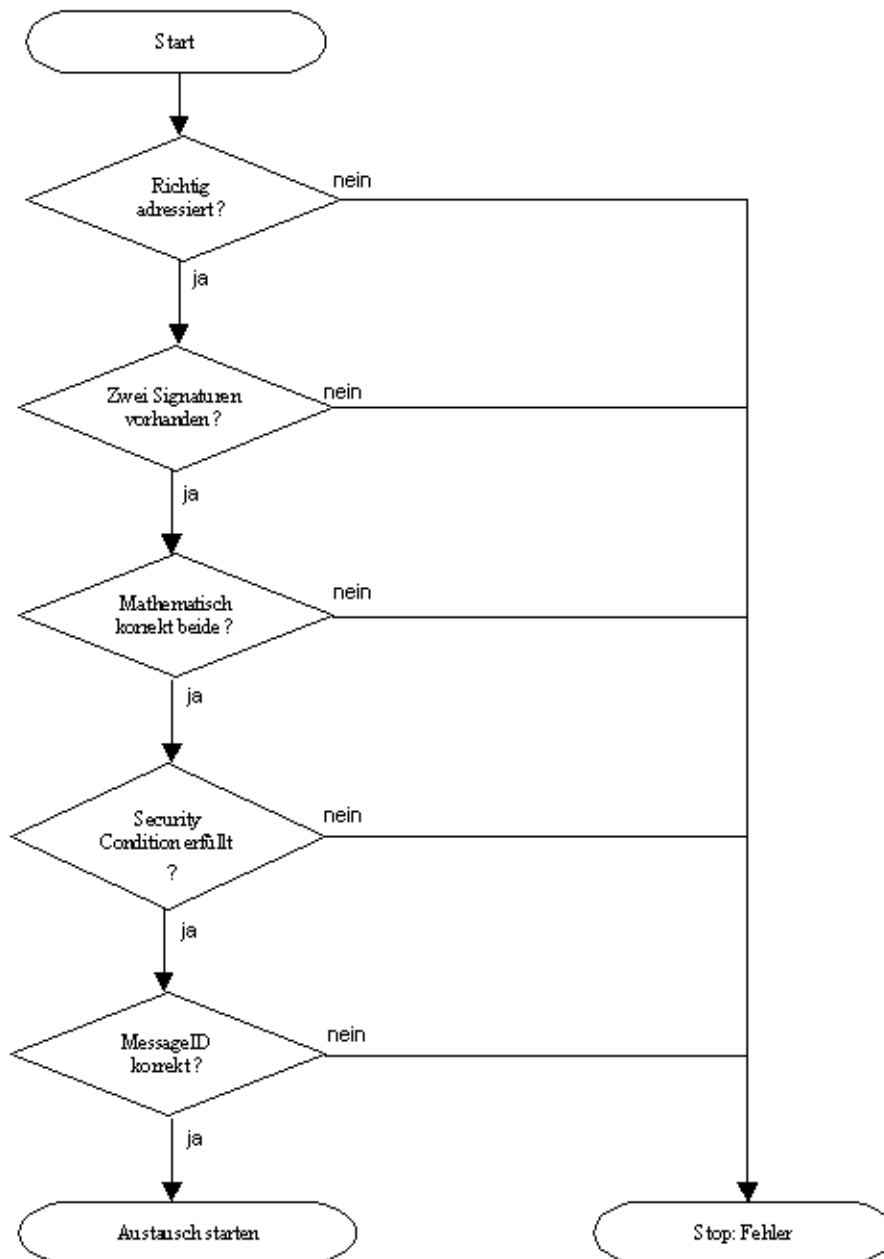 Start
Richtig
adressiert?
nein
ja
Zwei Signaturen
vorhanden?
nein
ja
Mathematisch
korrekt beide?
nein
ja
Security
Condition erfüllt
?
nein
ja
MessageID
korrekt?
nein
ja
Austausch starten
Stop: Fehler